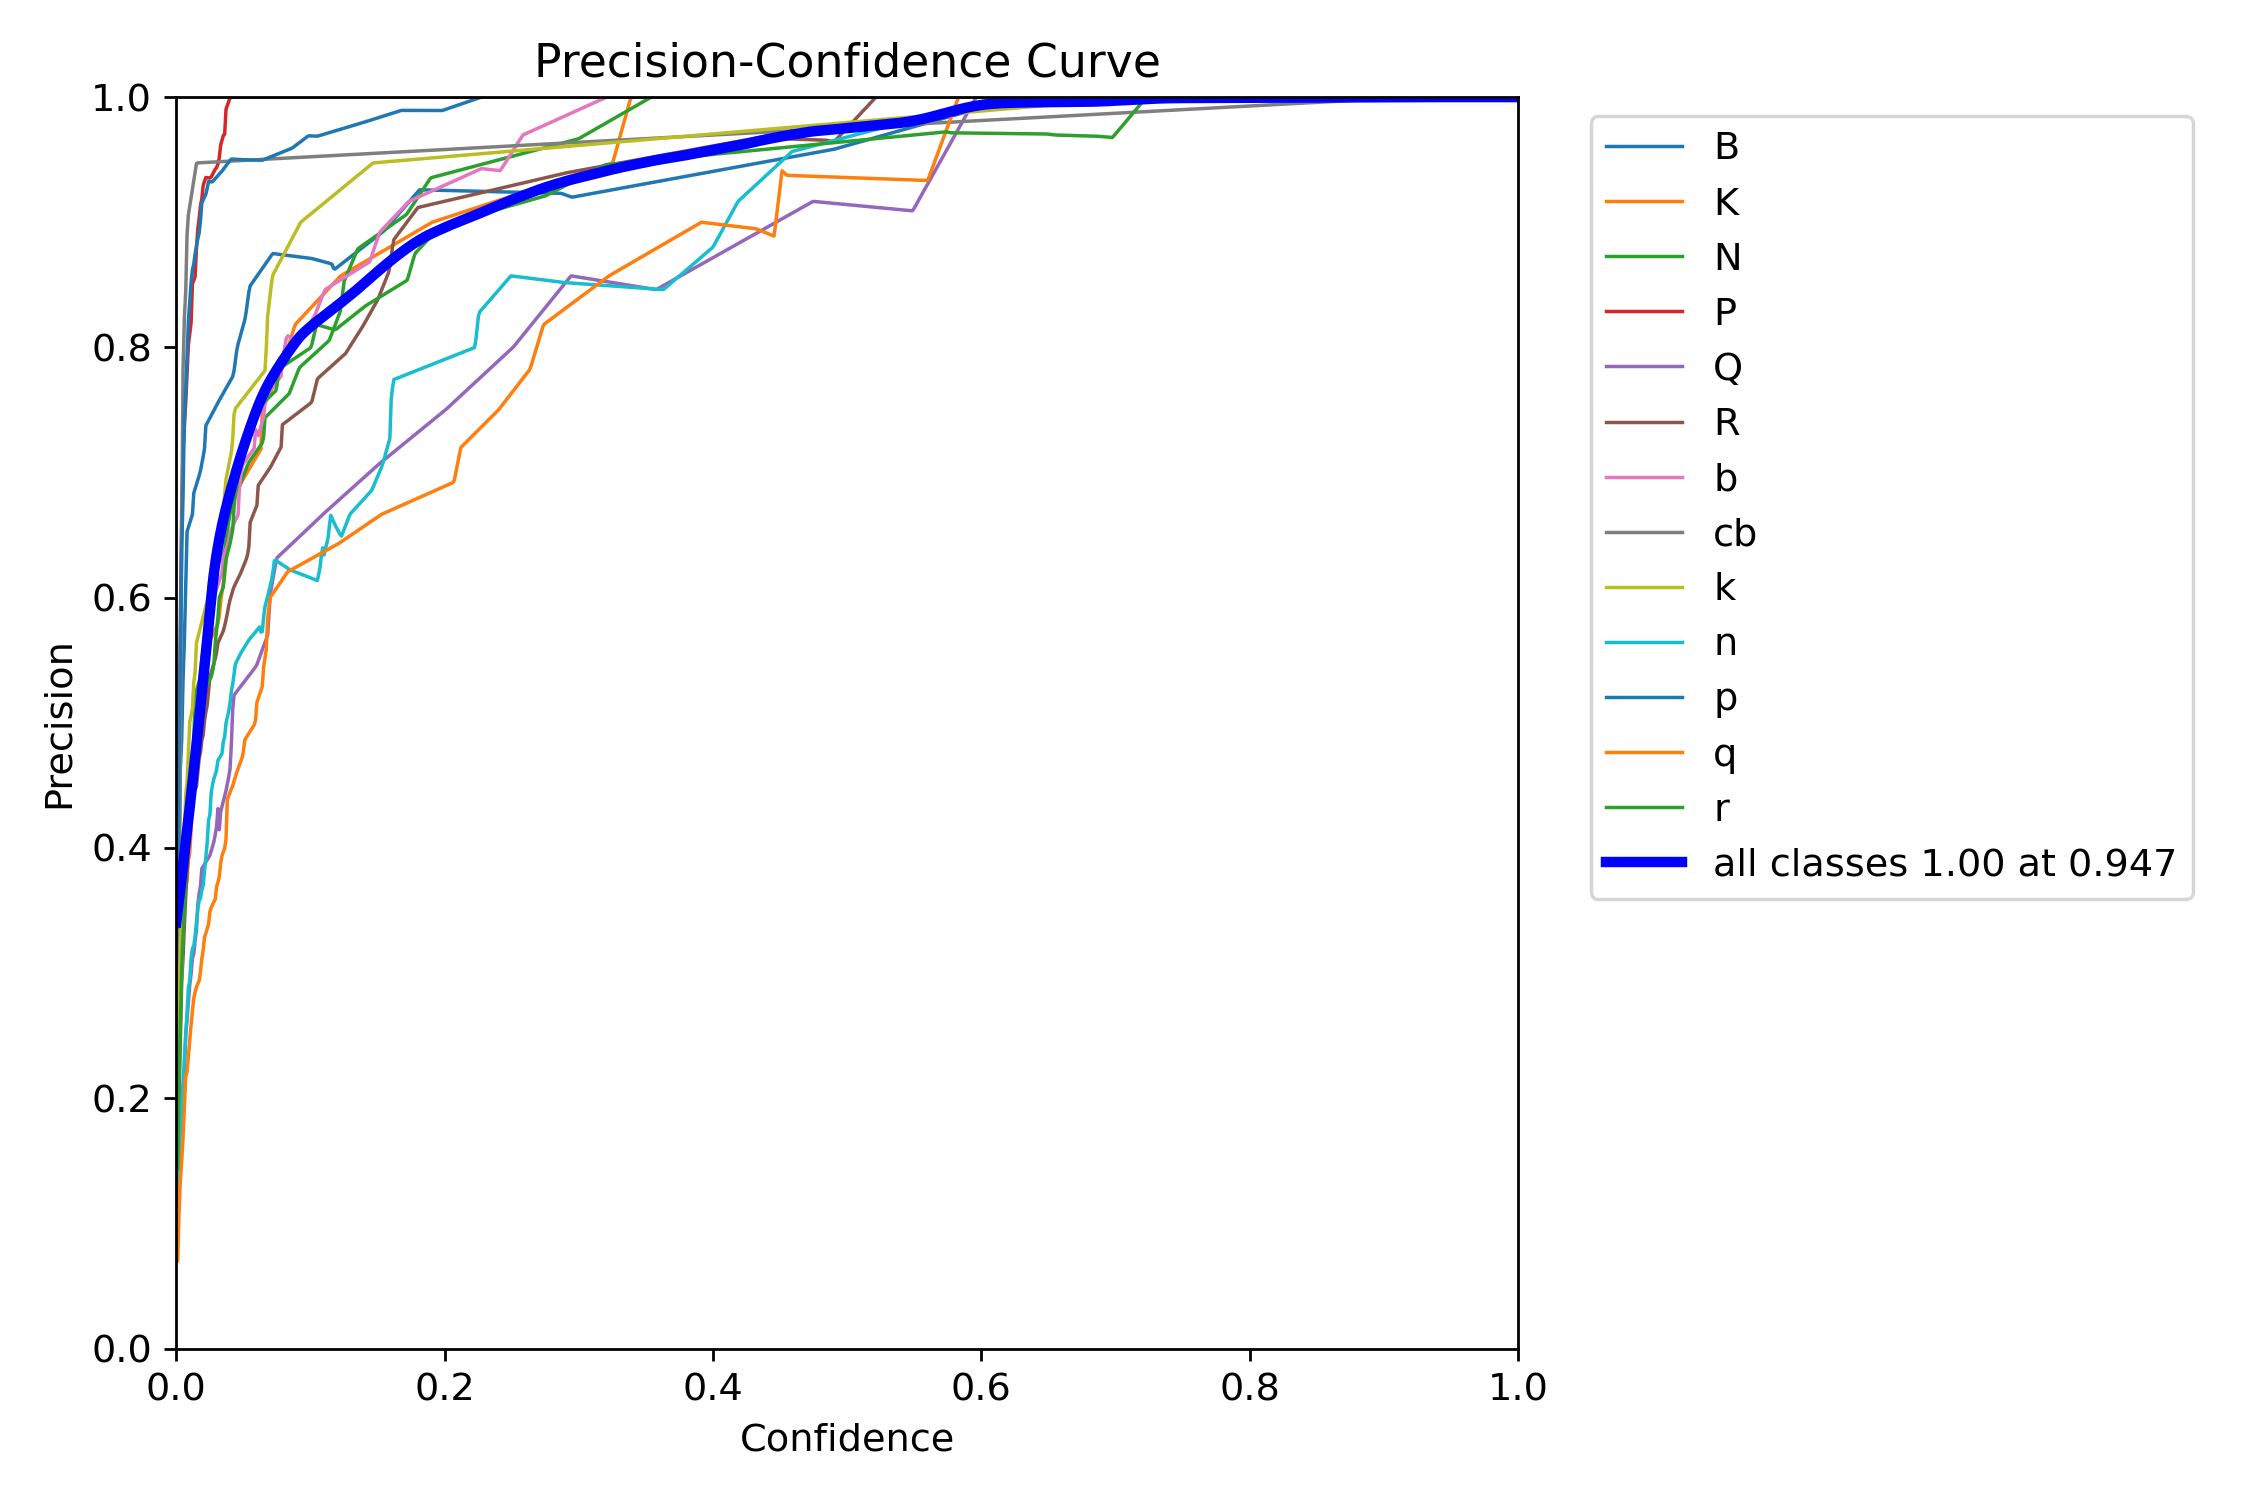 Precision-Confidence Curve
1.0
0.8
0.6
0.4
0.2
0.0
Precision
0.0 0.2 0.4 0.6 0.8 1.0
Confidence
B
K
N
P
Q
R
b
cb
k
n
p
q
r
all classes 1.00 at 0.947